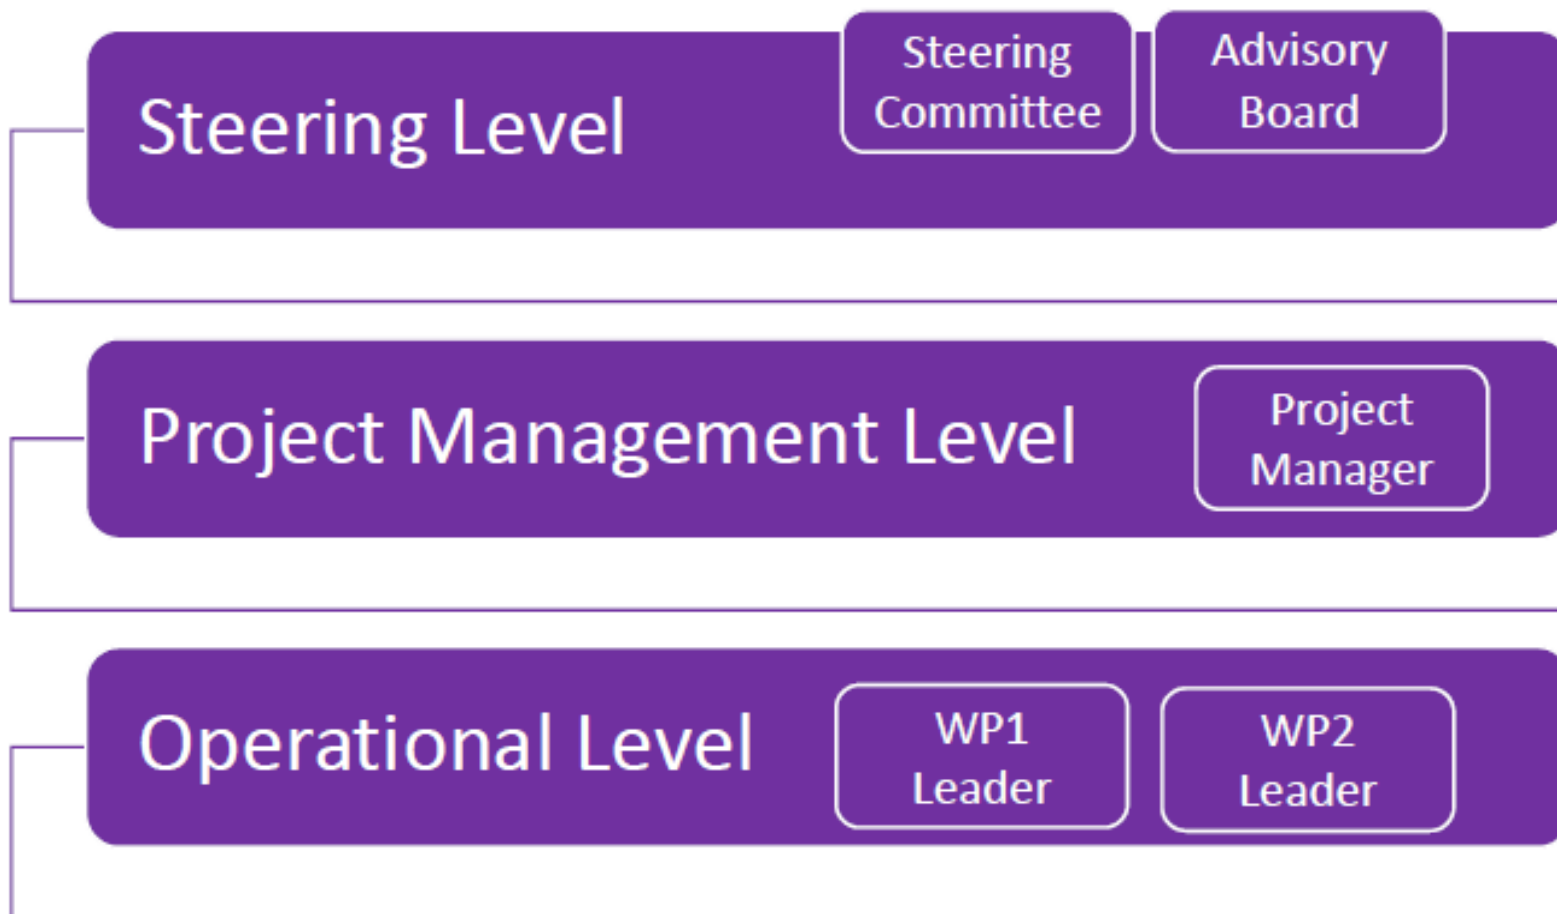 Steering Level
Steering
Committee
Advisory
Board
Project Management Level
Project
Manager
Operational Level
WP1
Leader
WP2
Leader